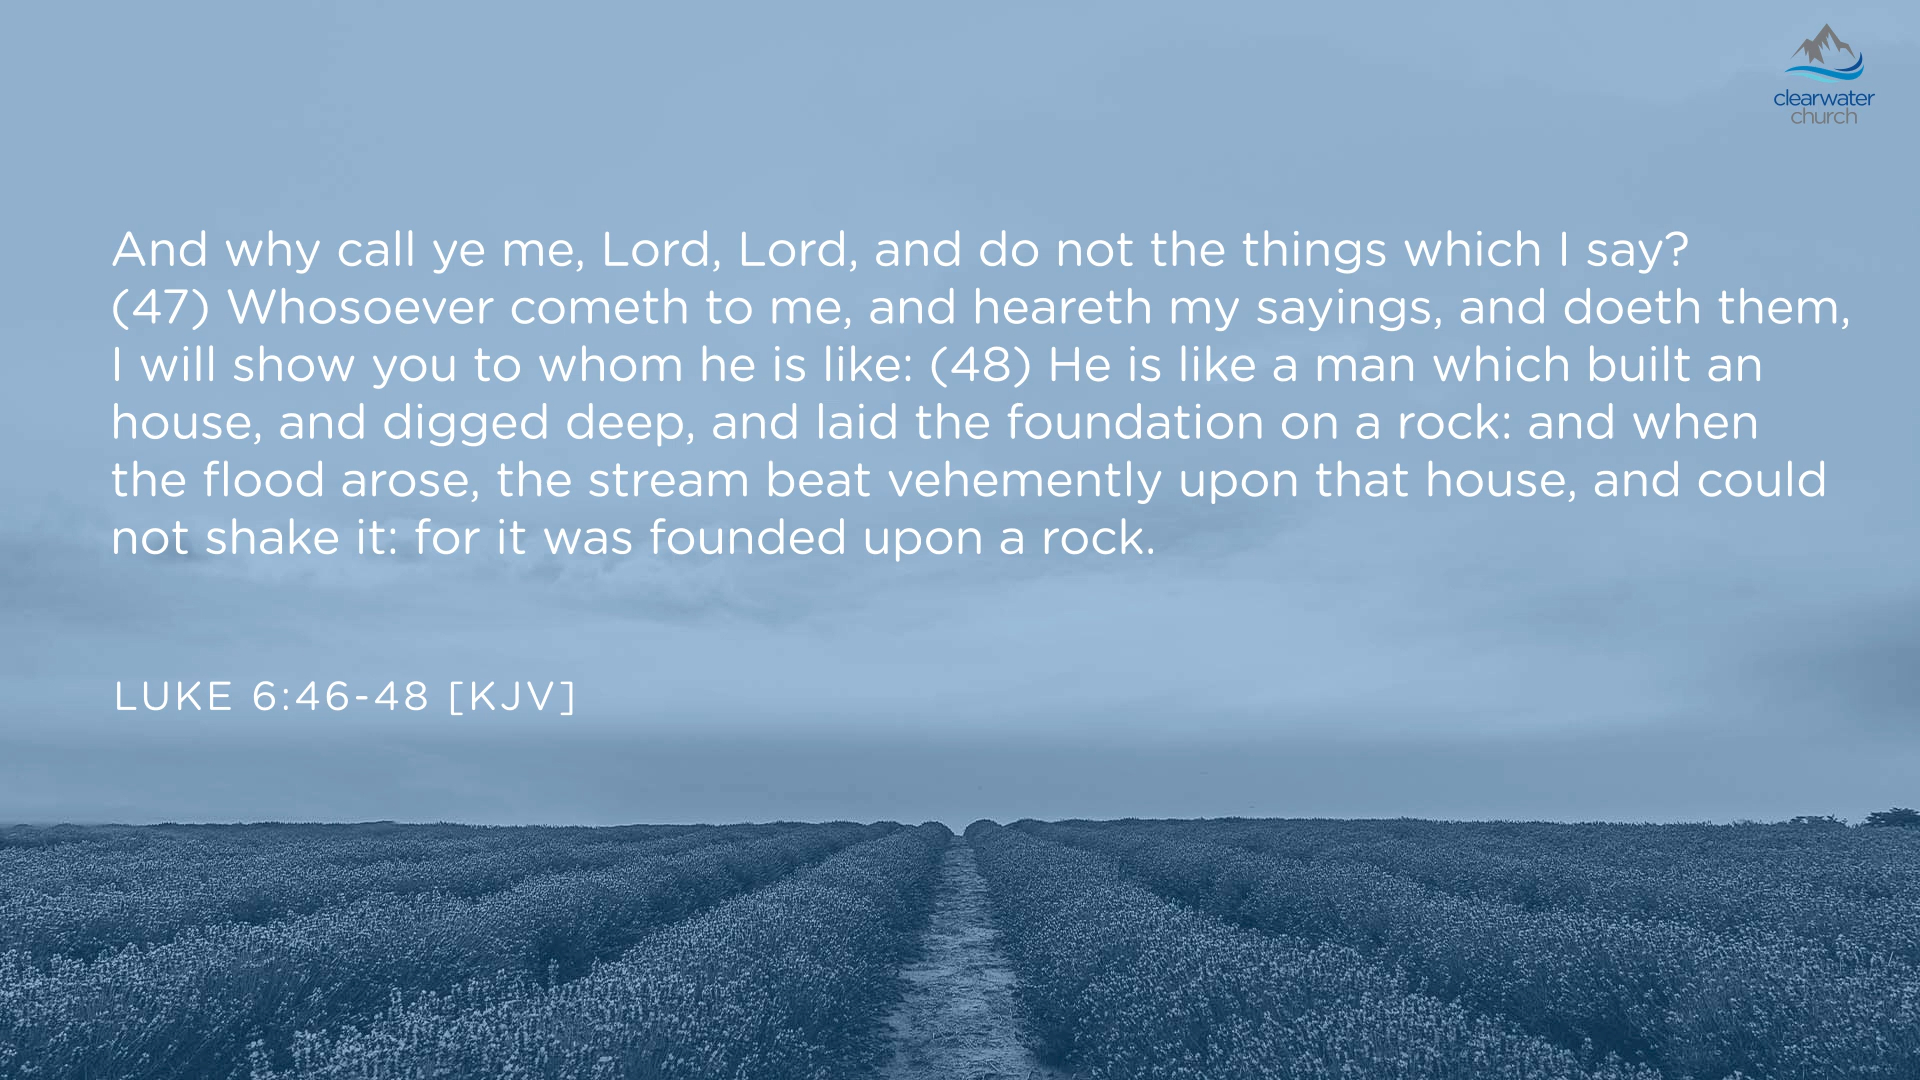 clearwater
church
And why call ye me, Lord, Lord, and do not the things which I say?
(47) Whosoever cometh to me, and heareth my sayings, and doeth them,
I will show you to whom he is like: (48) He is like a man which built an
house, and digged deep, and laid the foundation on a rock: and when
the flood arose, the stream beat vehemently upon that house, and could
not shake it: for it was founded upon a rock.
LUKE 6:46-48 [KJV]